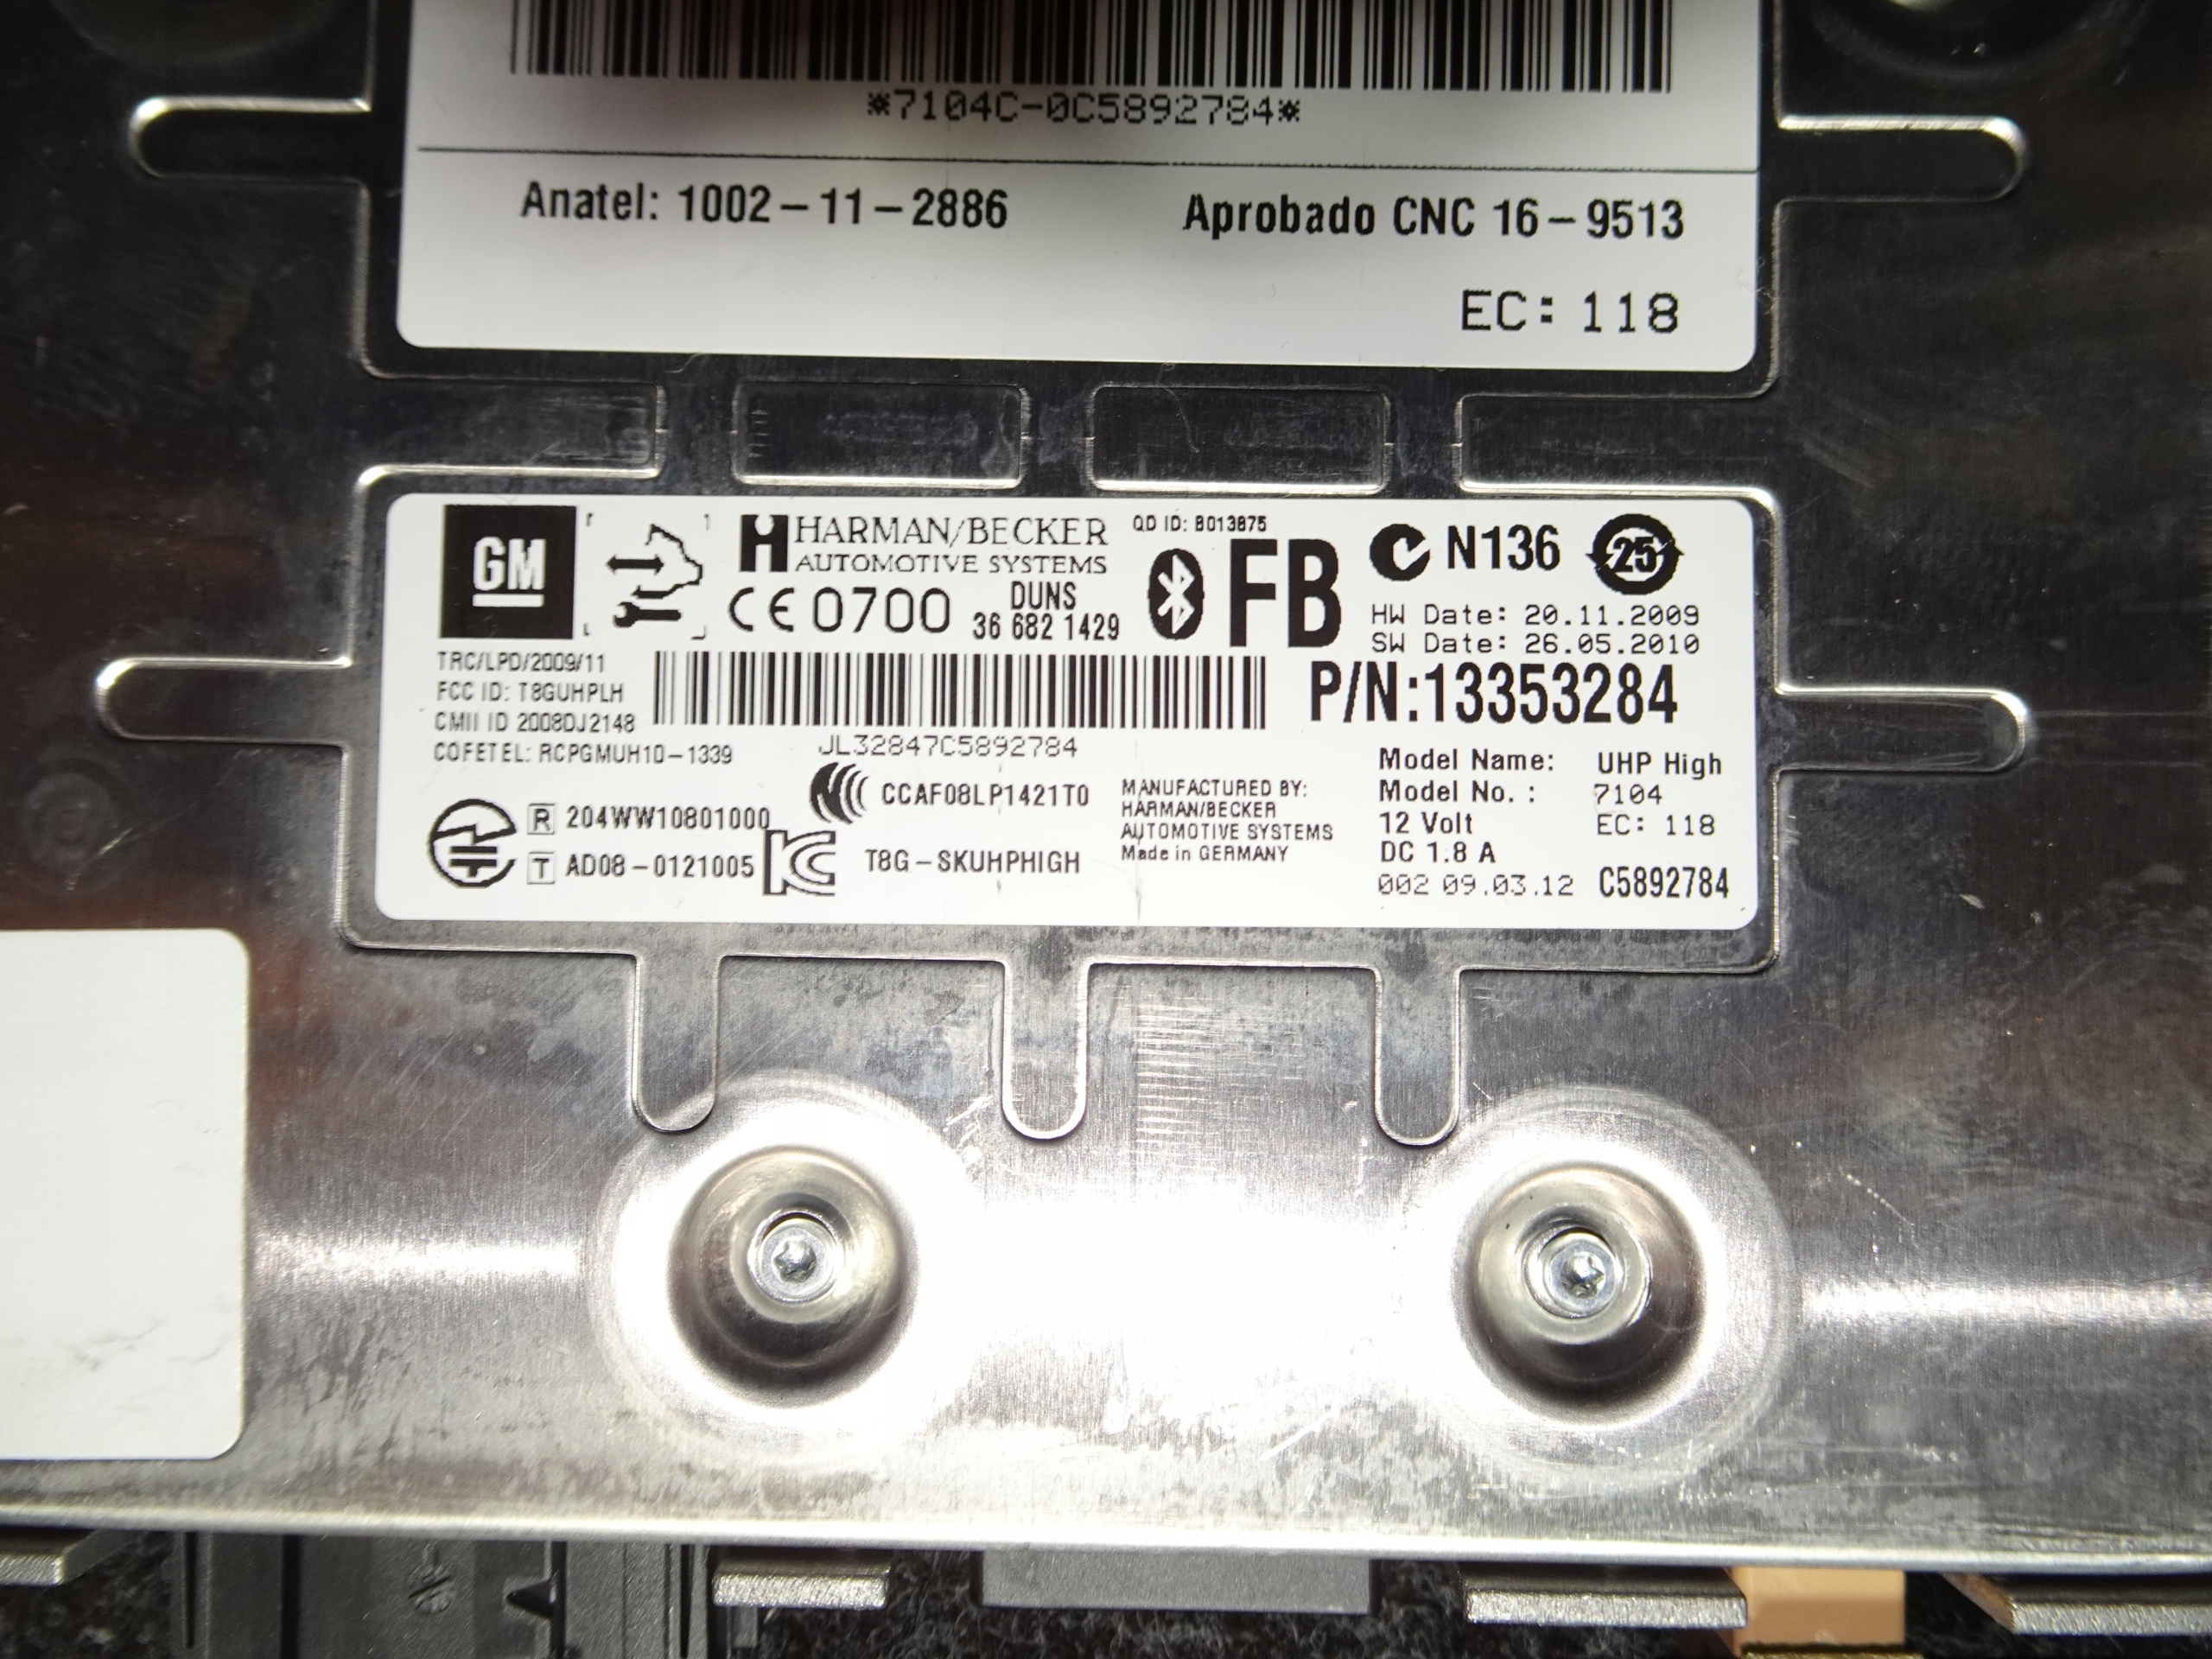 *7104C-0C5892784*
Anatel: 1002-11-2886
Aprobado CNC 16-9513
EC: 118
GM
HARMAN/BECKER
AUTOMOTIVE SYSTEMS
CE 0700
DUNS
36 682 1429
QD ID: B013875
FB
N136
25
HW Date: 20.11.2009
SW Date: 26.05.2010
TRC/LPD/2009/11
FCC ID: T8GUHPLH
CMII ID 2008DJ2148
COFETEL: RCPGMUH10-1339
JL32847C5892784
P/N:13353284
R 204WW10801000
T AD08-0121005
CCAF08LP1421T0
KC
T8G-SKUHPHIGH
MANUFACTURED BY:
HARMAN/BECKER
AUTOMOTIVE SYSTEMS
Made in GERMANY
Model Name: UHP High
Model No. : 7104
12 Volt EC: 118
DC 1.8 A
002 09.03.12 C5892784